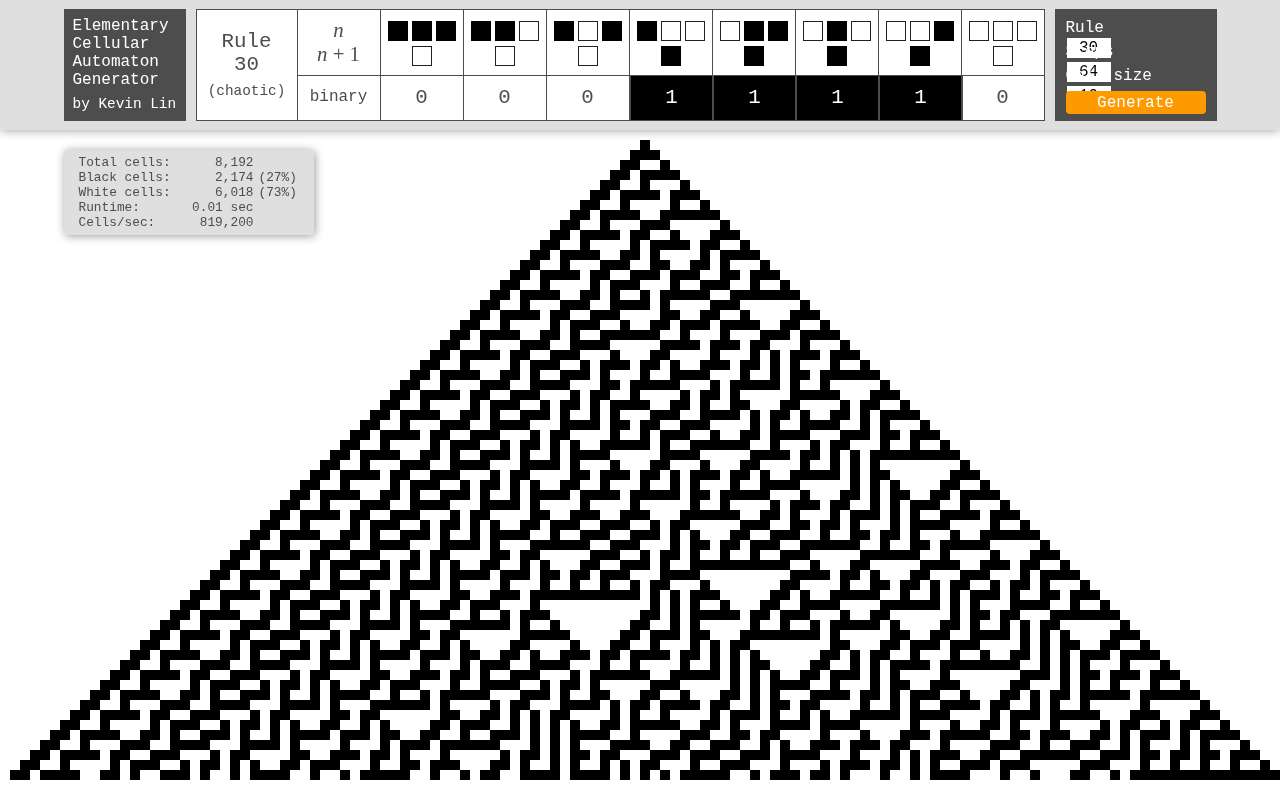 Elementary
Cellular
Automaton
Generator
by Kevin Lin
Rule
30
(chaotic)
n
n + 1
binary
0
0
0
1
1
1
1
0
Rule
30
64
size
Generate
Total cells: 8,192
Black cells: 2,174 (27%)
White cells: 6,018 (73%)
Runtime: 0.01 sec
Cells/sec: 819,200